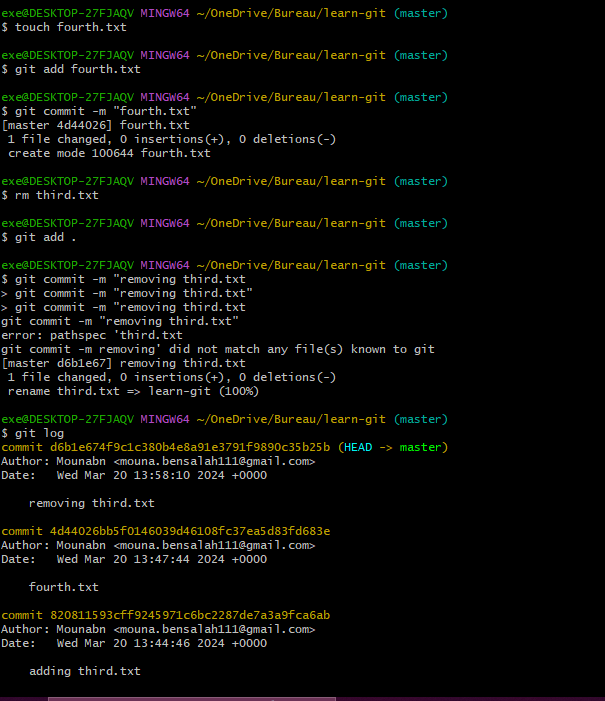 exe@DESKTOP-27FJAQV MINGW64 ~/OneDrive/Bureau/learn-git (master)
$ touch fourth.txt
exe@DESKTOP-27FJAQV MINGW64 ~/OneDrive/Bureau/learn-git (master)
$ git add fourth.txt
exe@DESKTOP-27FJAQV MINGW64 ~/OneDrive/Bureau/learn-git (master)
$ git commit -m "fourth.txt"
[master 4d44026] fourth.txt
 1 file changed, 0 insertions(+), 0 deletions(-)
 create mode 100644 fourth.txt
exe@DESKTOP-27FJAQV MINGW64 ~/OneDrive/Bureau/learn-git (master)
$ rm third.txt
exe@DESKTOP-27FJAQV MINGW64 ~/OneDrive/Bureau/learn-git (master)
$ git add .
exe@DESKTOP-27FJAQV MINGW64 ~/OneDrive/Bureau/learn-git (master)
$ git commit -m "removing third.txt
> git commit -m "removing third.txt"
> git commit -m "removing third.txt
git commit -m "removing third.txt"
error: pathspec 'third.txt
git commit -m removing' did not match any file(s) known to git
[master d6b1e67] removing third.txt
 1 file changed, 0 insertions(+), 0 deletions(-)
 rename third.txt => learn-git (100%)
exe@DESKTOP-27FJAQV MINGW64 ~/OneDrive/Bureau/learn-git (master)
$ git log
commit d6b1e674f9c1c380b4e8a91e3791f9890c35b25b (HEAD -> master)
Author: Mounabn <mouna.bensalah111@gmail.com>
Date:   Wed Mar 20 13:58:10 2024 +0000
    removing third.txt
commit 4d44026bb5f0146039d46108fc37ea5d83fd683e
Author: Mounabn <mouna.bensalah111@gmail.com>
Date:   Wed Mar 20 13:47:44 2024 +0000
    fourth.txt
commit 820811593cff9245971c6bc2287de7a3a9fca6ab
Author: Mounabn <mouna.bensalah111@gmail.com>
Date:   Wed Mar 20 13:44:46 2024 +0000
    adding third.txt